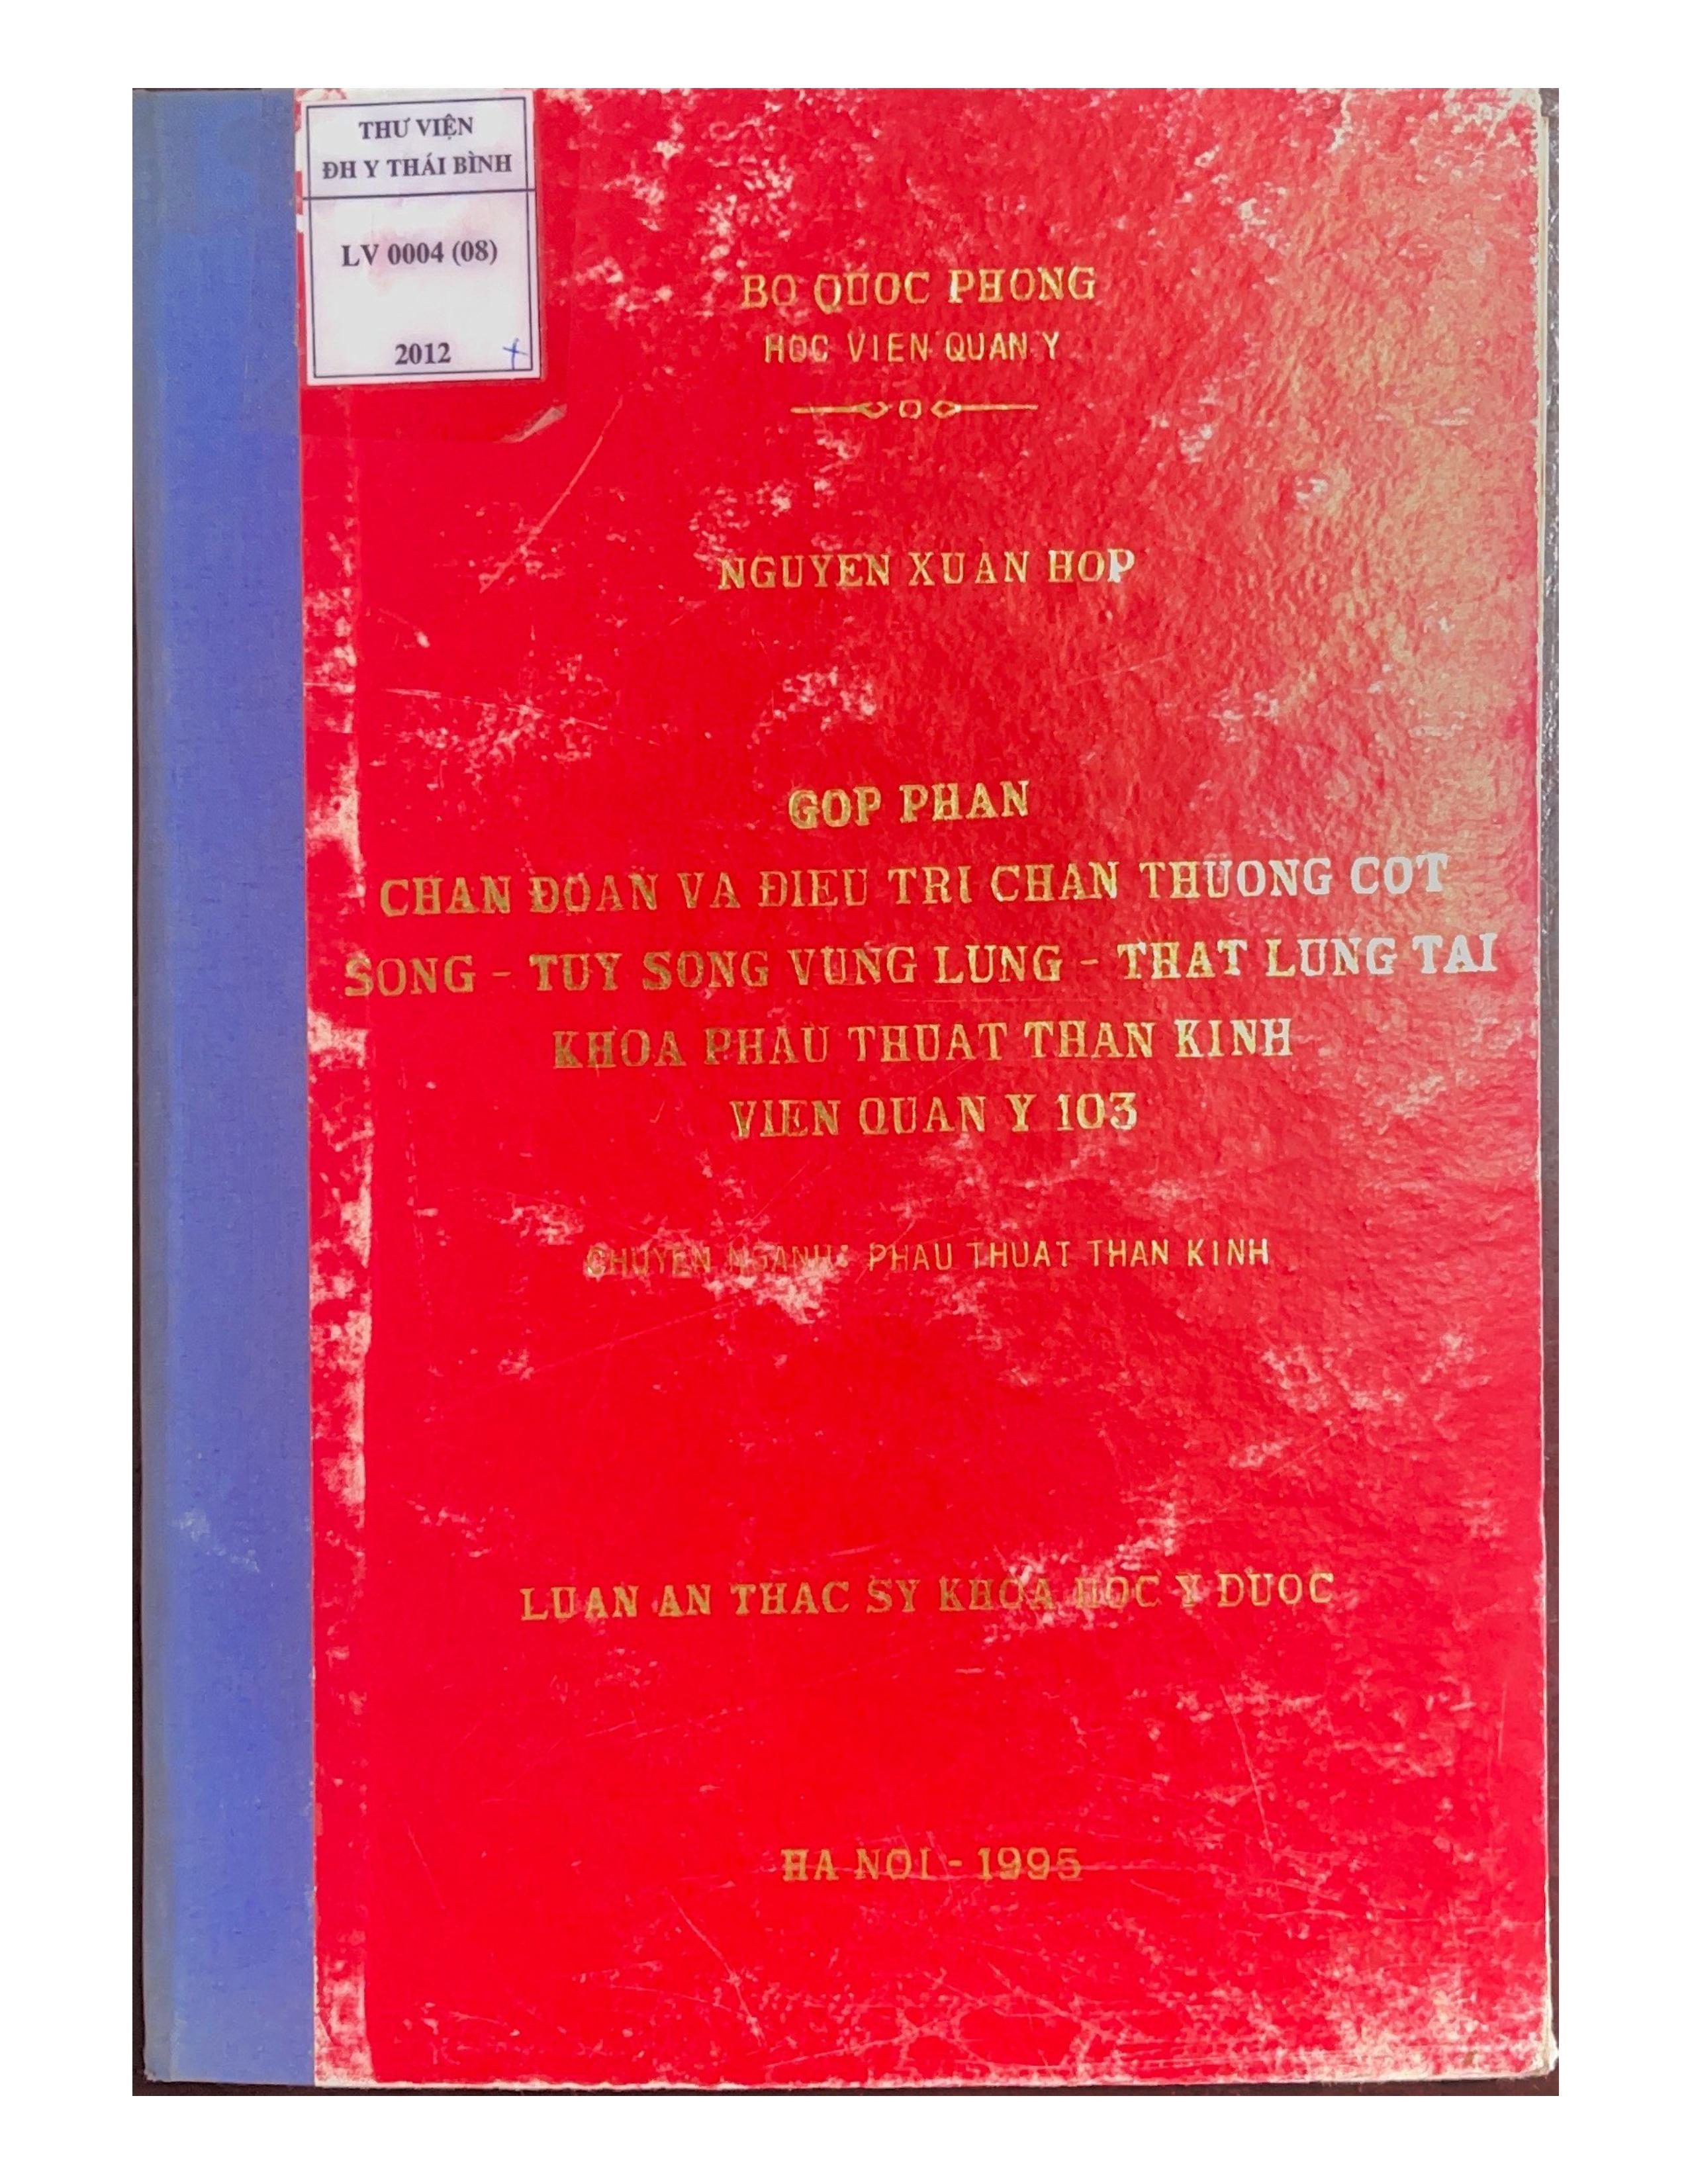 THƯ VIỆN
ĐH Y THÁI BÌNH
LV 0004 (08)
2012
BO QUOC PHONG
HOC VIEN QUAN Y
NGUYEN XUAN HOP
GOP PHAN
CHAN ĐOAN VA ĐIEU TRI CHAN THUONG COT
SONG - TUY SONG VUNG LUNG - THAT LUNG TAI
KHOA PHAU THUAT THAN KINH
VIEN QUAN Y 103
CHUYEN NGANH: PHAU THUAT THAN KINH
LUAN AN THAC SY KHOA HOC Y DUOC
HA NOI - 1995